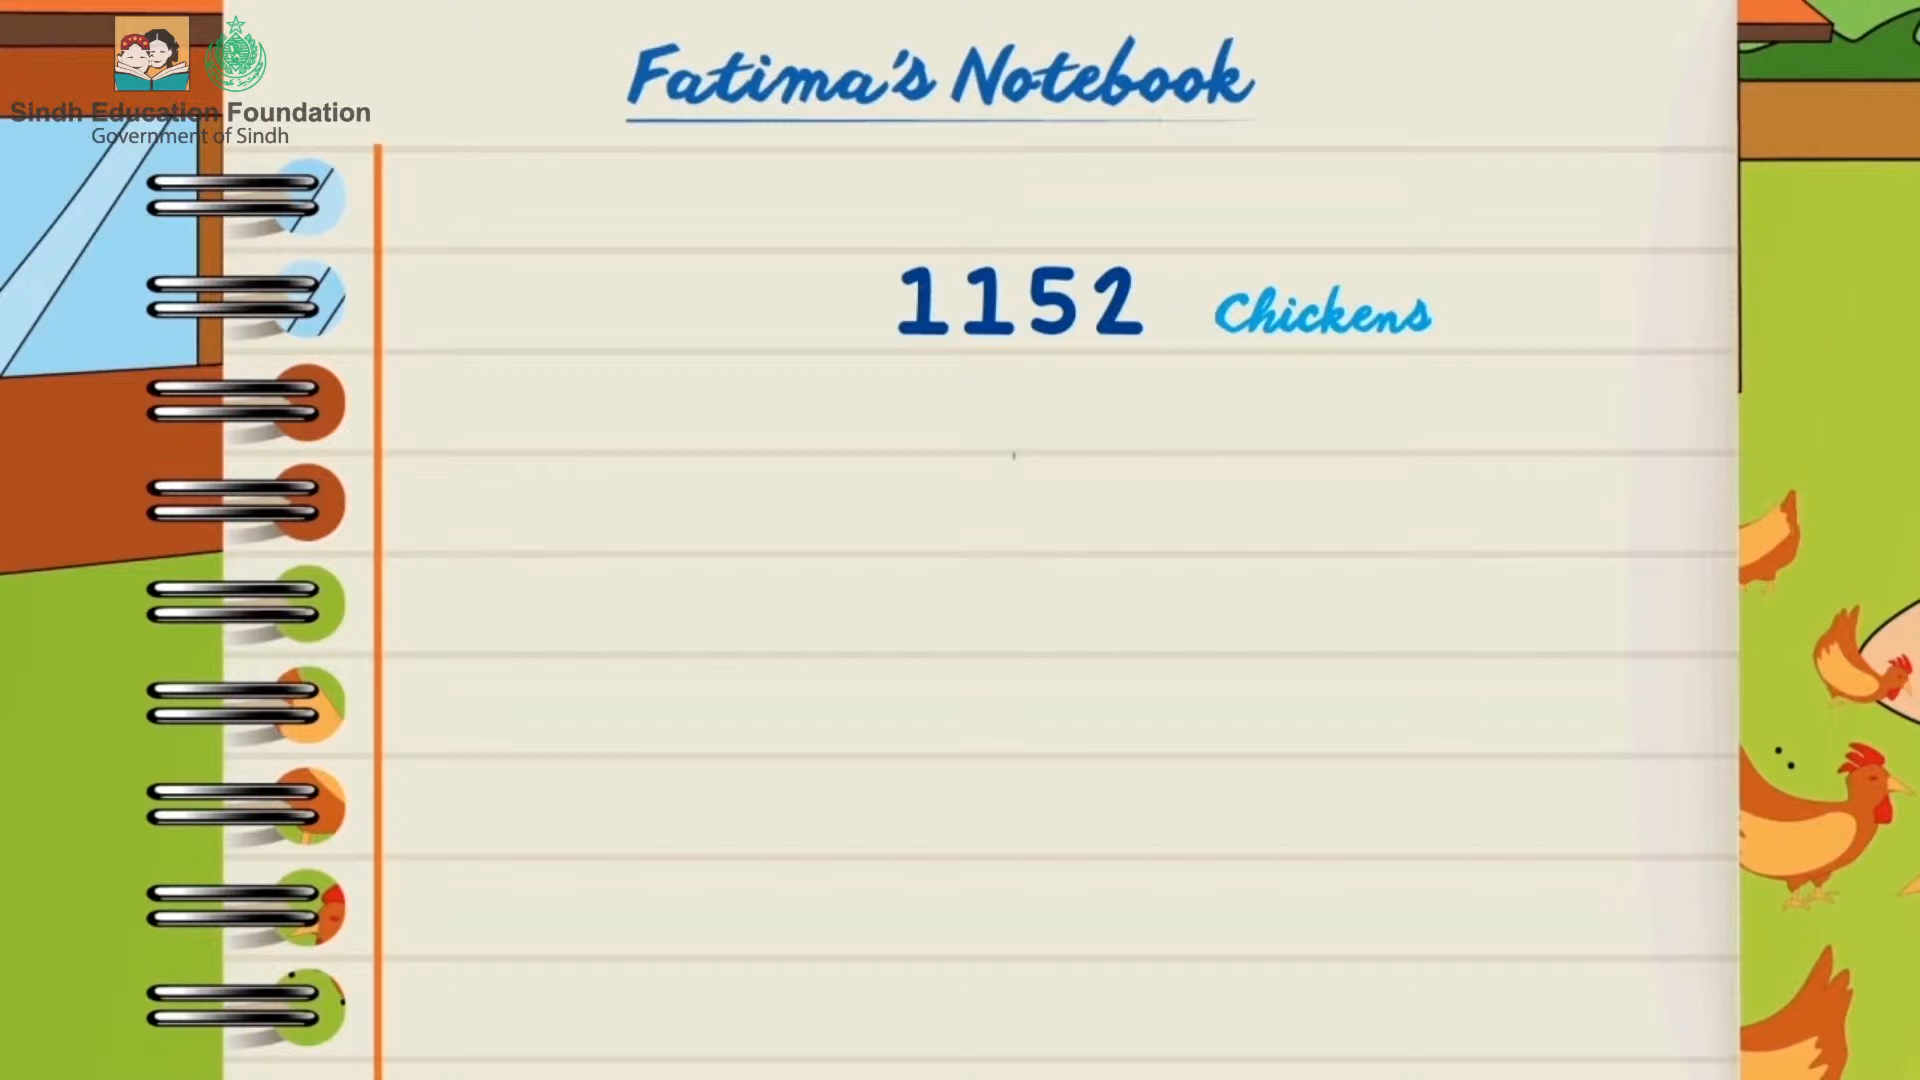 Sindh Education Foundation
Government of Sindh
Fatima's Notebook
1152 Chickens